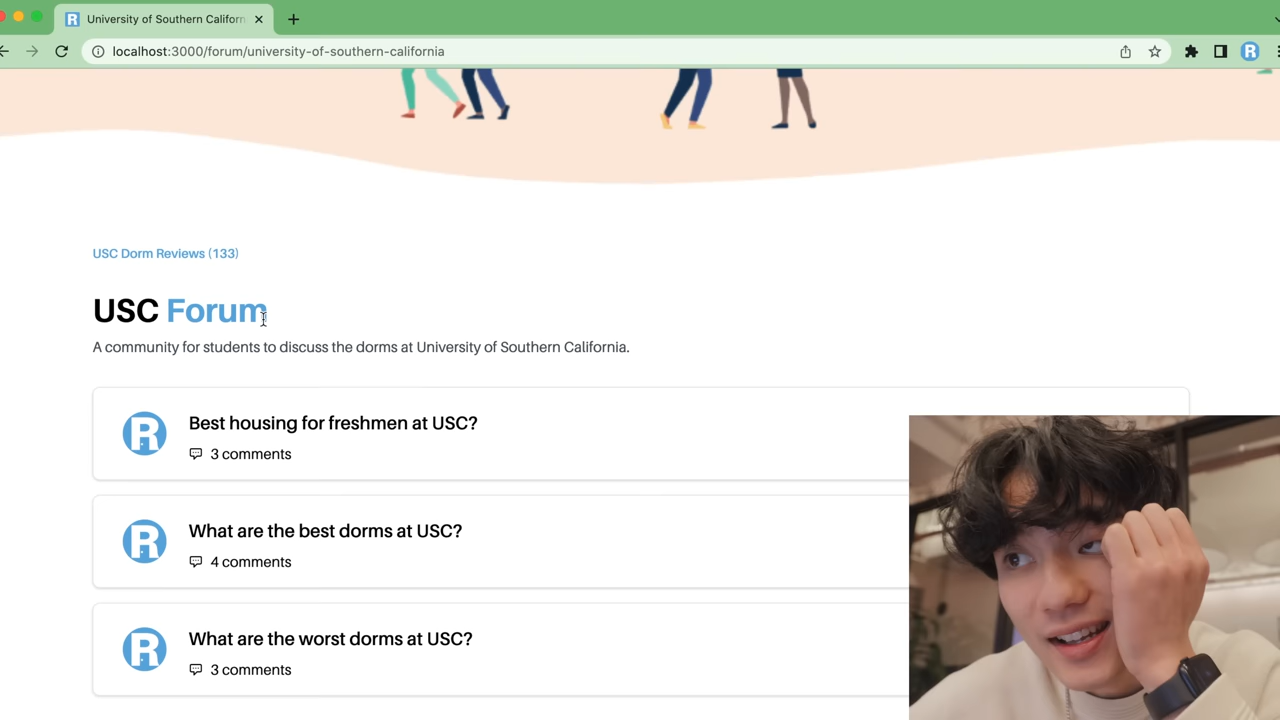 University of Southern Californ
localhost:3000/forum/university-of-southern-california
R
USC Dorm Reviews (133)
USC Forum
A community for students to discuss the dorms at University of Southern California.
R
Best housing for freshmen at USC?
3 comments
R
What are the best dorms at USC?
4 comments
R
What are the worst dorms at USC?
3 comments